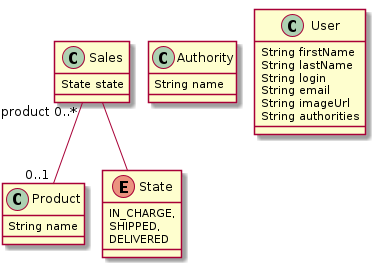 C Sales
State state
C Authority
String name
C User
String firstName
String lastName
String login
String email
String imageUrl
String authorities
product 0..*
0..1
C Product
String name
E State
IN_CHARGE,
SHIPPED,
DELIVERED